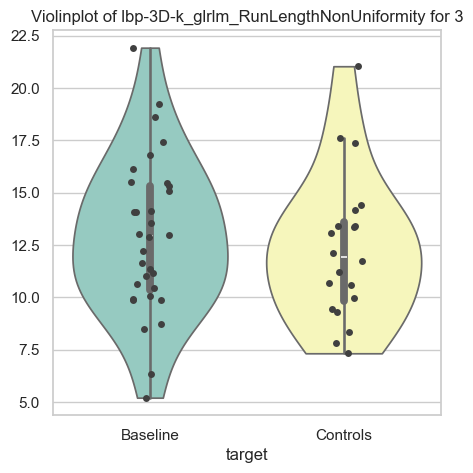 Violinplot of lbp-3D-k_glrlm_RunLengthNonUniformity for 3
22.5
20.0
17.5
15.0
12.5
10.0
7.5
5.0
Baseline
Controls
target